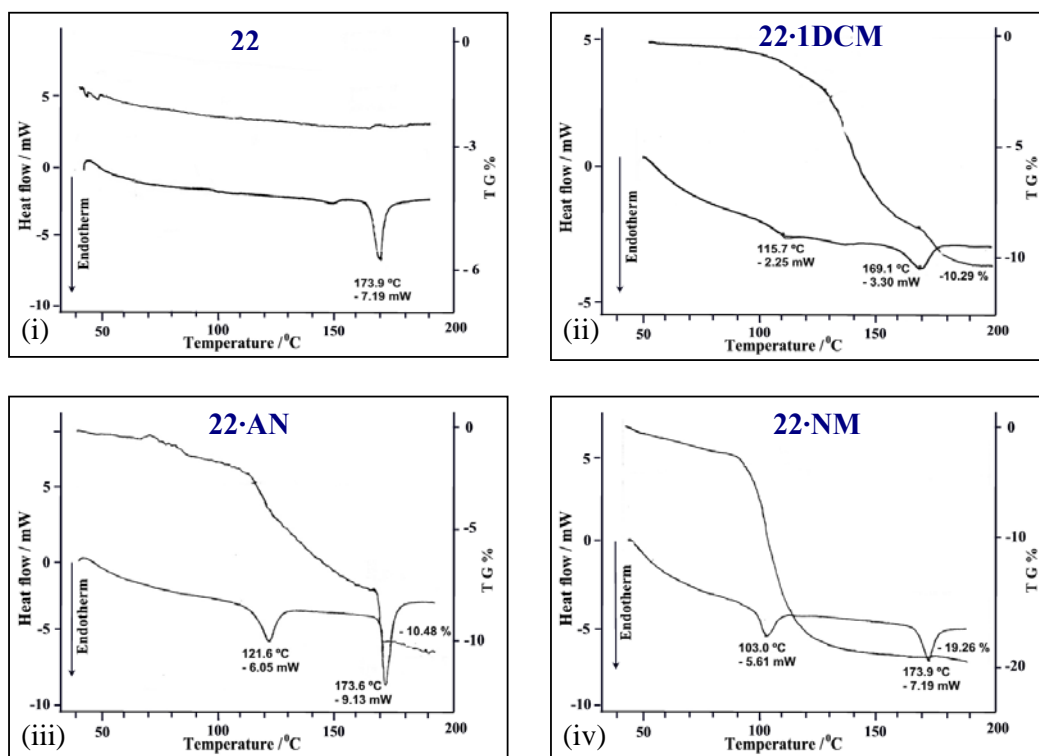 22
Heat flow / mW
5
0
-5
-10
Endotherm
173.9 ºC
- 7.19 mW
0
-3
-6
TG %
50
100
150
200
Temperature /⁰C
(i)
22·1DCM
Heat flow / mW
5
0
-5
Endotherm
115.7 ºC
- 2.25 mW
169.1 ºC
- 3.30 mW
-10.29 %
0
-5
-10
TG %
50
100
150
200
Temperature /⁰C
(ii)
22·AN
Heat flow / mW
5
0
-5
-10
Endotherm
121.6 ºC
- 6.05 mW
173.6 ºC
- 9.13 mW
- 10.48 %
0
-5
-10
TG %
50
100
150
200
Temperature /⁰C
(iii)
22·NM
Heat flow / mW
5
0
-5
-10
Endotherm
103.0 ºC
- 5.61 mW
173.9 ºC
- 7.19 mW
- 19.26 %
0
-10
-20
TG %
50
100
150
200
Temperature /⁰C
(iv)